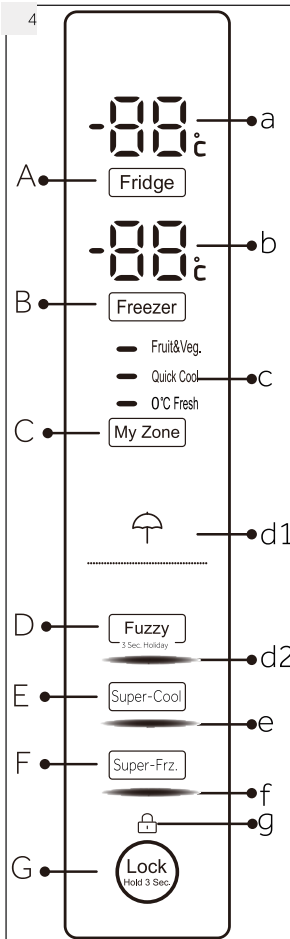 4
-88°c
a
A
Fridge
-88°c
b
B
Freezer
Fruit&Veg.
Quick Cool
c
0°C Fresh
C
My Zone
d1
D
Fuzzy
3 Sec. Holiday
d2
E
Super-Cool
e
F
Super-Frz.
f
g
G
Lock
Hold 3 Sec.